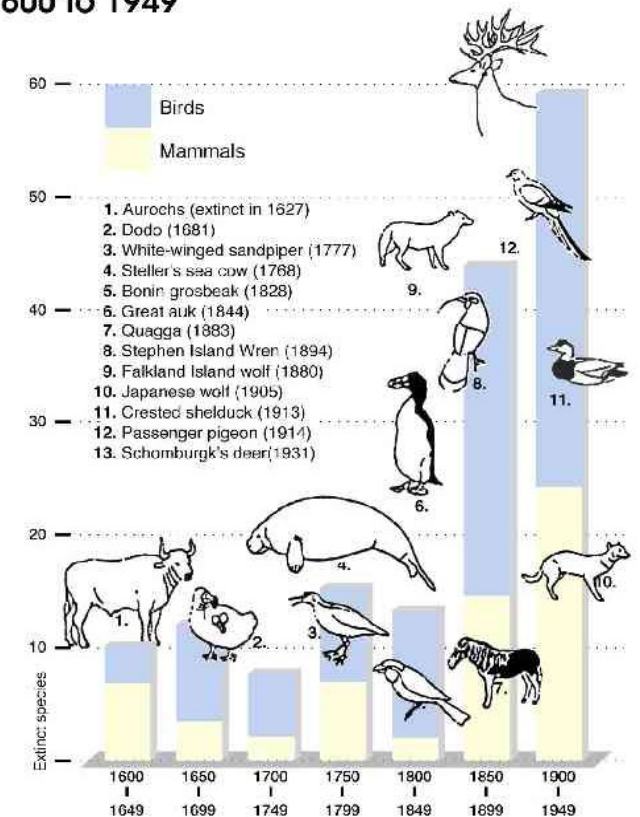 1600 to 1949
60
Birds
Mammals
50
1. Aurochs (extinct in 1627)
2. Dodo (1681)
3. White-winged sandpiper (1777)
4. Steller's sea cow (1768)
5. Bonin grosbeak (1828)
6. Great auk (1844)
7. Quagga (1883)
8. Stephen Island Wren (1894)
9. Falkland Island wolf (1880)
10. Japanese wolf (1905)
11. Crested shelduck (1913)
12. Passenger pigeon (1914)
13. Schomburgk's deer(1931)
12.
9.
40
8.
11.
30
6.
20
4.
10.
1.
2.
3.
7.
10
Extinct species
1600 1650 1700 1750 1800 1850 1900
1649 1699 1749 1799 1849 1899 1949